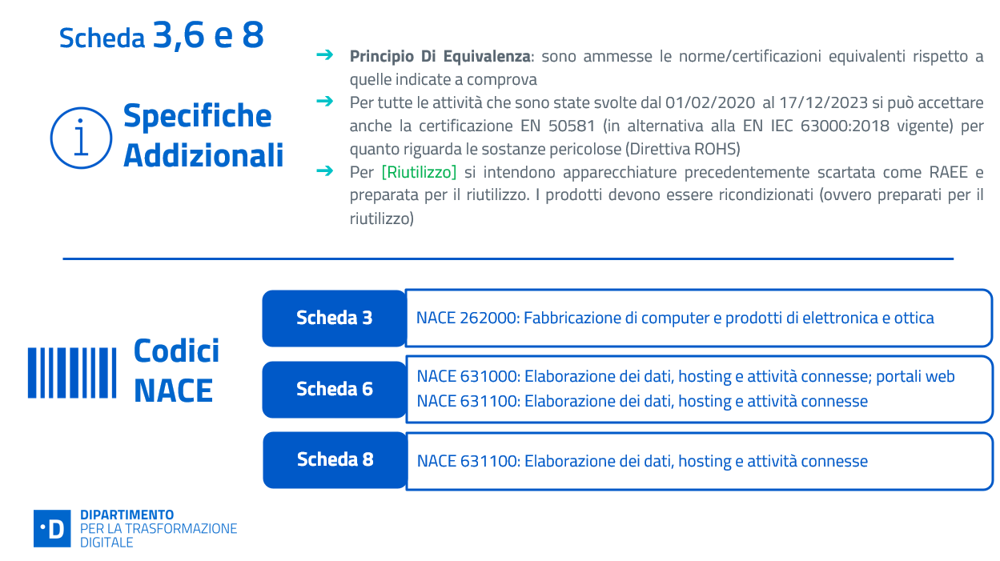 Scheda 3,6 e 8
Specifiche
Addizionali
➔ Principio Di Equivalenza: sono ammesse le norme/certificazioni equivalenti rispetto a
quelle indicate a comprova
➔ Per tutte le attività che sono state svolte dal 01/02/2020 al 17/12/2023 si può accettare
anche la certificazione EN 50581 (in alternativa alla EN IEC 63000:2018 vigente) per
quanto riguarda le sostanze pericolose (Direttiva ROHS)
➔ Per [Riutilizzo] si intendono apparecchiature precedentemente scartata come RAEE e
preparata per il riutilizzo. I prodotti devono essere ricondizionati (ovvero preparati per il
riutilizzo)
Codici
NACE
Scheda 3
NACE 262000: Fabbricazione di computer e prodotti di elettronica e ottica
Scheda 6
NACE 631000: Elaborazione dei dati, hosting e attività connesse; portali web
NACE 631100: Elaborazione dei dati, hosting e attività connesse
Scheda 8
NACE 631100: Elaborazione dei dati, hosting e attività connesse
·D
DIPARTIMENTO
PER LA TRASFORMAZIONE
DIGITALE